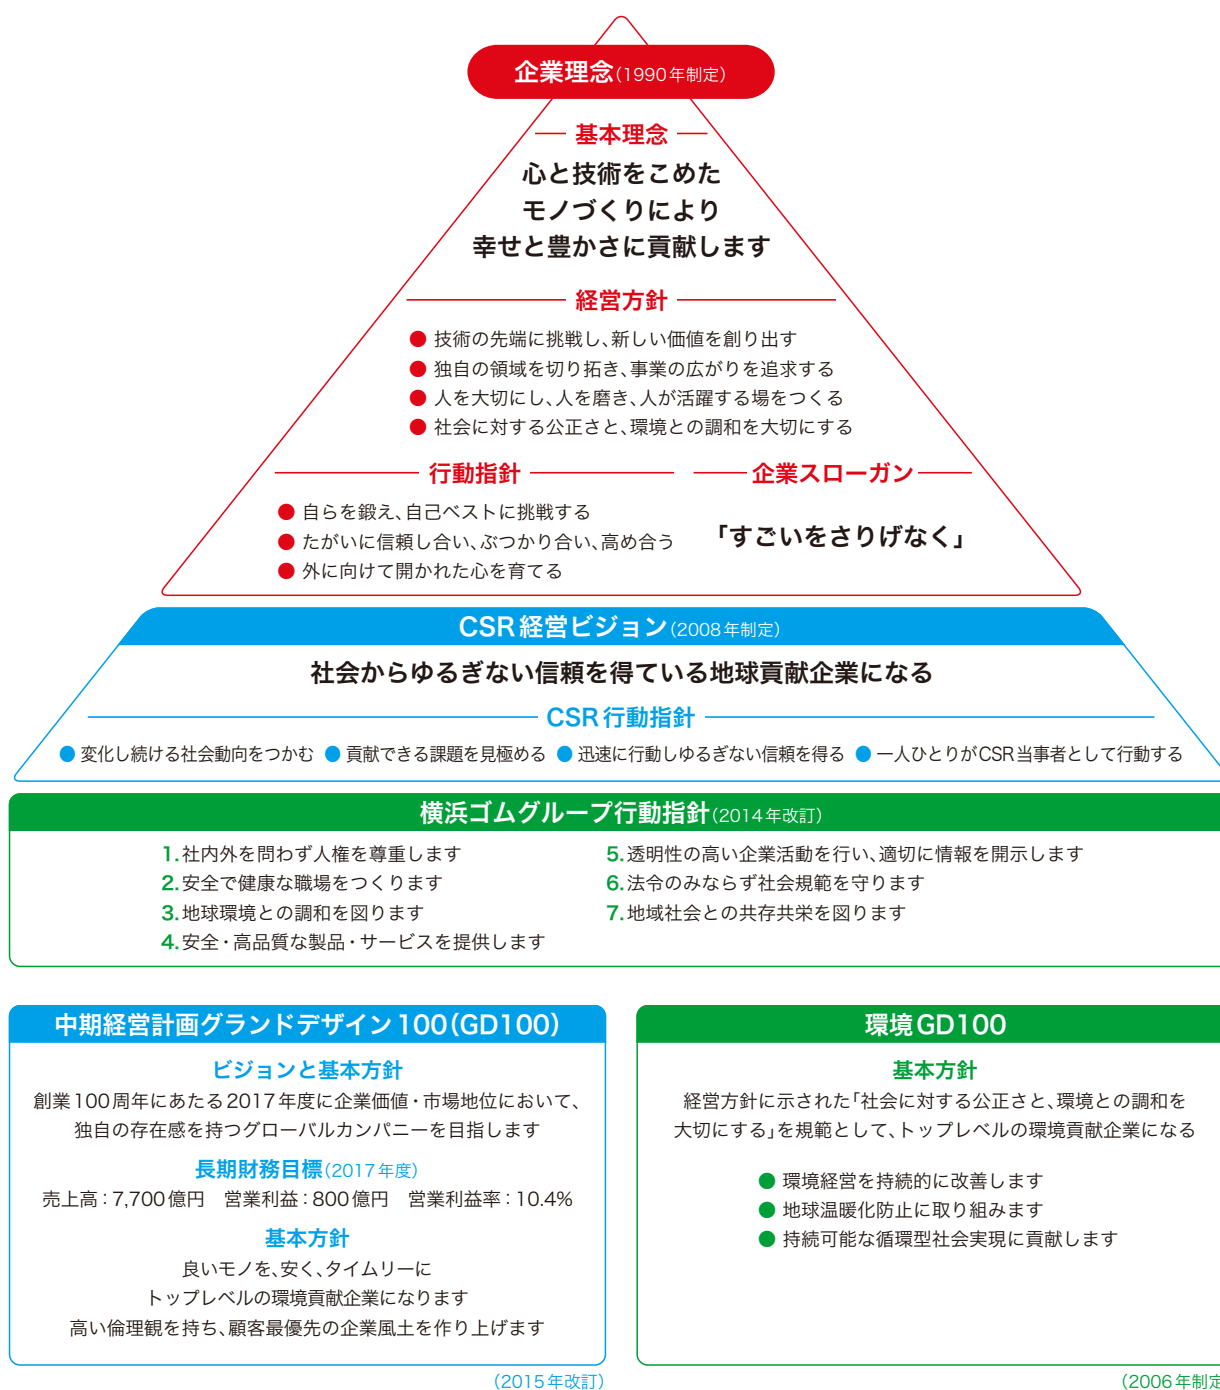 企業理念(1990年制定)
基本理念
心と技術をこめた
モノづくりにより
幸せと豊かさに貢献します
経営方針
● 技術の先端に挑戦し、新しい価値を創り出す
● 独自の領域を切り拓き、事業の広がりを追求する
● 人を大切にし、人を磨き、人が活躍する場をつくる
● 社会に対する公正さと、環境との調和を大切にする
行動指針
● 自らを鍛え、自己ベストに挑戦する
● たがいに信頼し合い、ぶつかり合い、高め合う
● 外に向けて開かれた心を育てる
企業スローガン
「すごいをさりげなく」
CSR経営ビジョン(2008年制定)
社会からゆるぎない信頼を得ている地球貢献企業になる
CSR行動指針
● 変化し続ける社会動向をつかむ ● 貢献できる課題を見極める ● 迅速に行動しゆるぎない信頼を得る ● 一人ひとりがCSR当事者として行動する
横浜ゴムグループ行動指針(2014年改訂)
1.社内外を問わず人権を尊重します
2.安全で健康な職場をつくります
3.地球環境との調和を図ります
4.安全・高品質な製品・サービスを提供します
5.透明性の高い企業活動を行い、適切に情報を開示します
6.法令のみならず社会規範を守ります
7.地域社会との共存共栄を図ります
中期経営計画グランドデザイン100(GD100)
ビジョンと基本方針
創業100周年にあたる2017年度に企業価値・市場地位において、
独自の存在感を持つグローバルカンパニーを目指します
長期財務目標(2017年度)
売上高:7,700億円 営業利益:800億円 営業利益率:10.4%
基本方針
良いモノを、安く、タイムリーに
トップレベルの環境貢献企業になります
高い倫理観を持ち、顧客最優先の企業風土を作り上げます
(2015年改訂)
環境GD100
基本方針
経営方針に示された「社会に対する公正さと、環境との調和を
大切にする」を規範として、トップレベルの環境貢献企業になる
● 環境経営を持続的に改善します
● 地球温暖化防止に取り組みます
● 持続可能な循環型社会実現に貢献します
(2006年制定